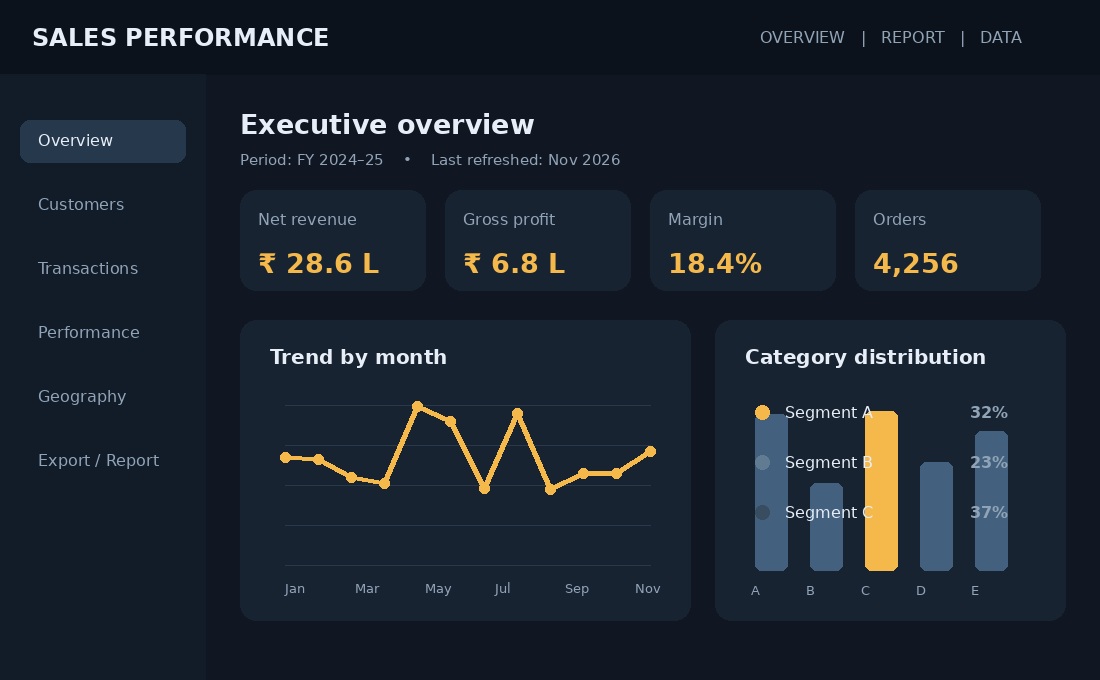 SALES PERFORMANCE
OVERVIEW | REPORT | DATA
Overview
Customers
Transactions
Performance
Geography
Export / Report
Executive overview
Period: FY 2024–25 • Last refreshed: Nov 2026
Net revenue
₹ 28.6 L
Gross profit
₹ 6.8 L
Margin
18.4%
Orders
4,256
Trend by month
Jan Mar May Jul Sep Nov
Category distribution
Segment A 32%
Segment B 23%
Segment C 37%
A B C D E